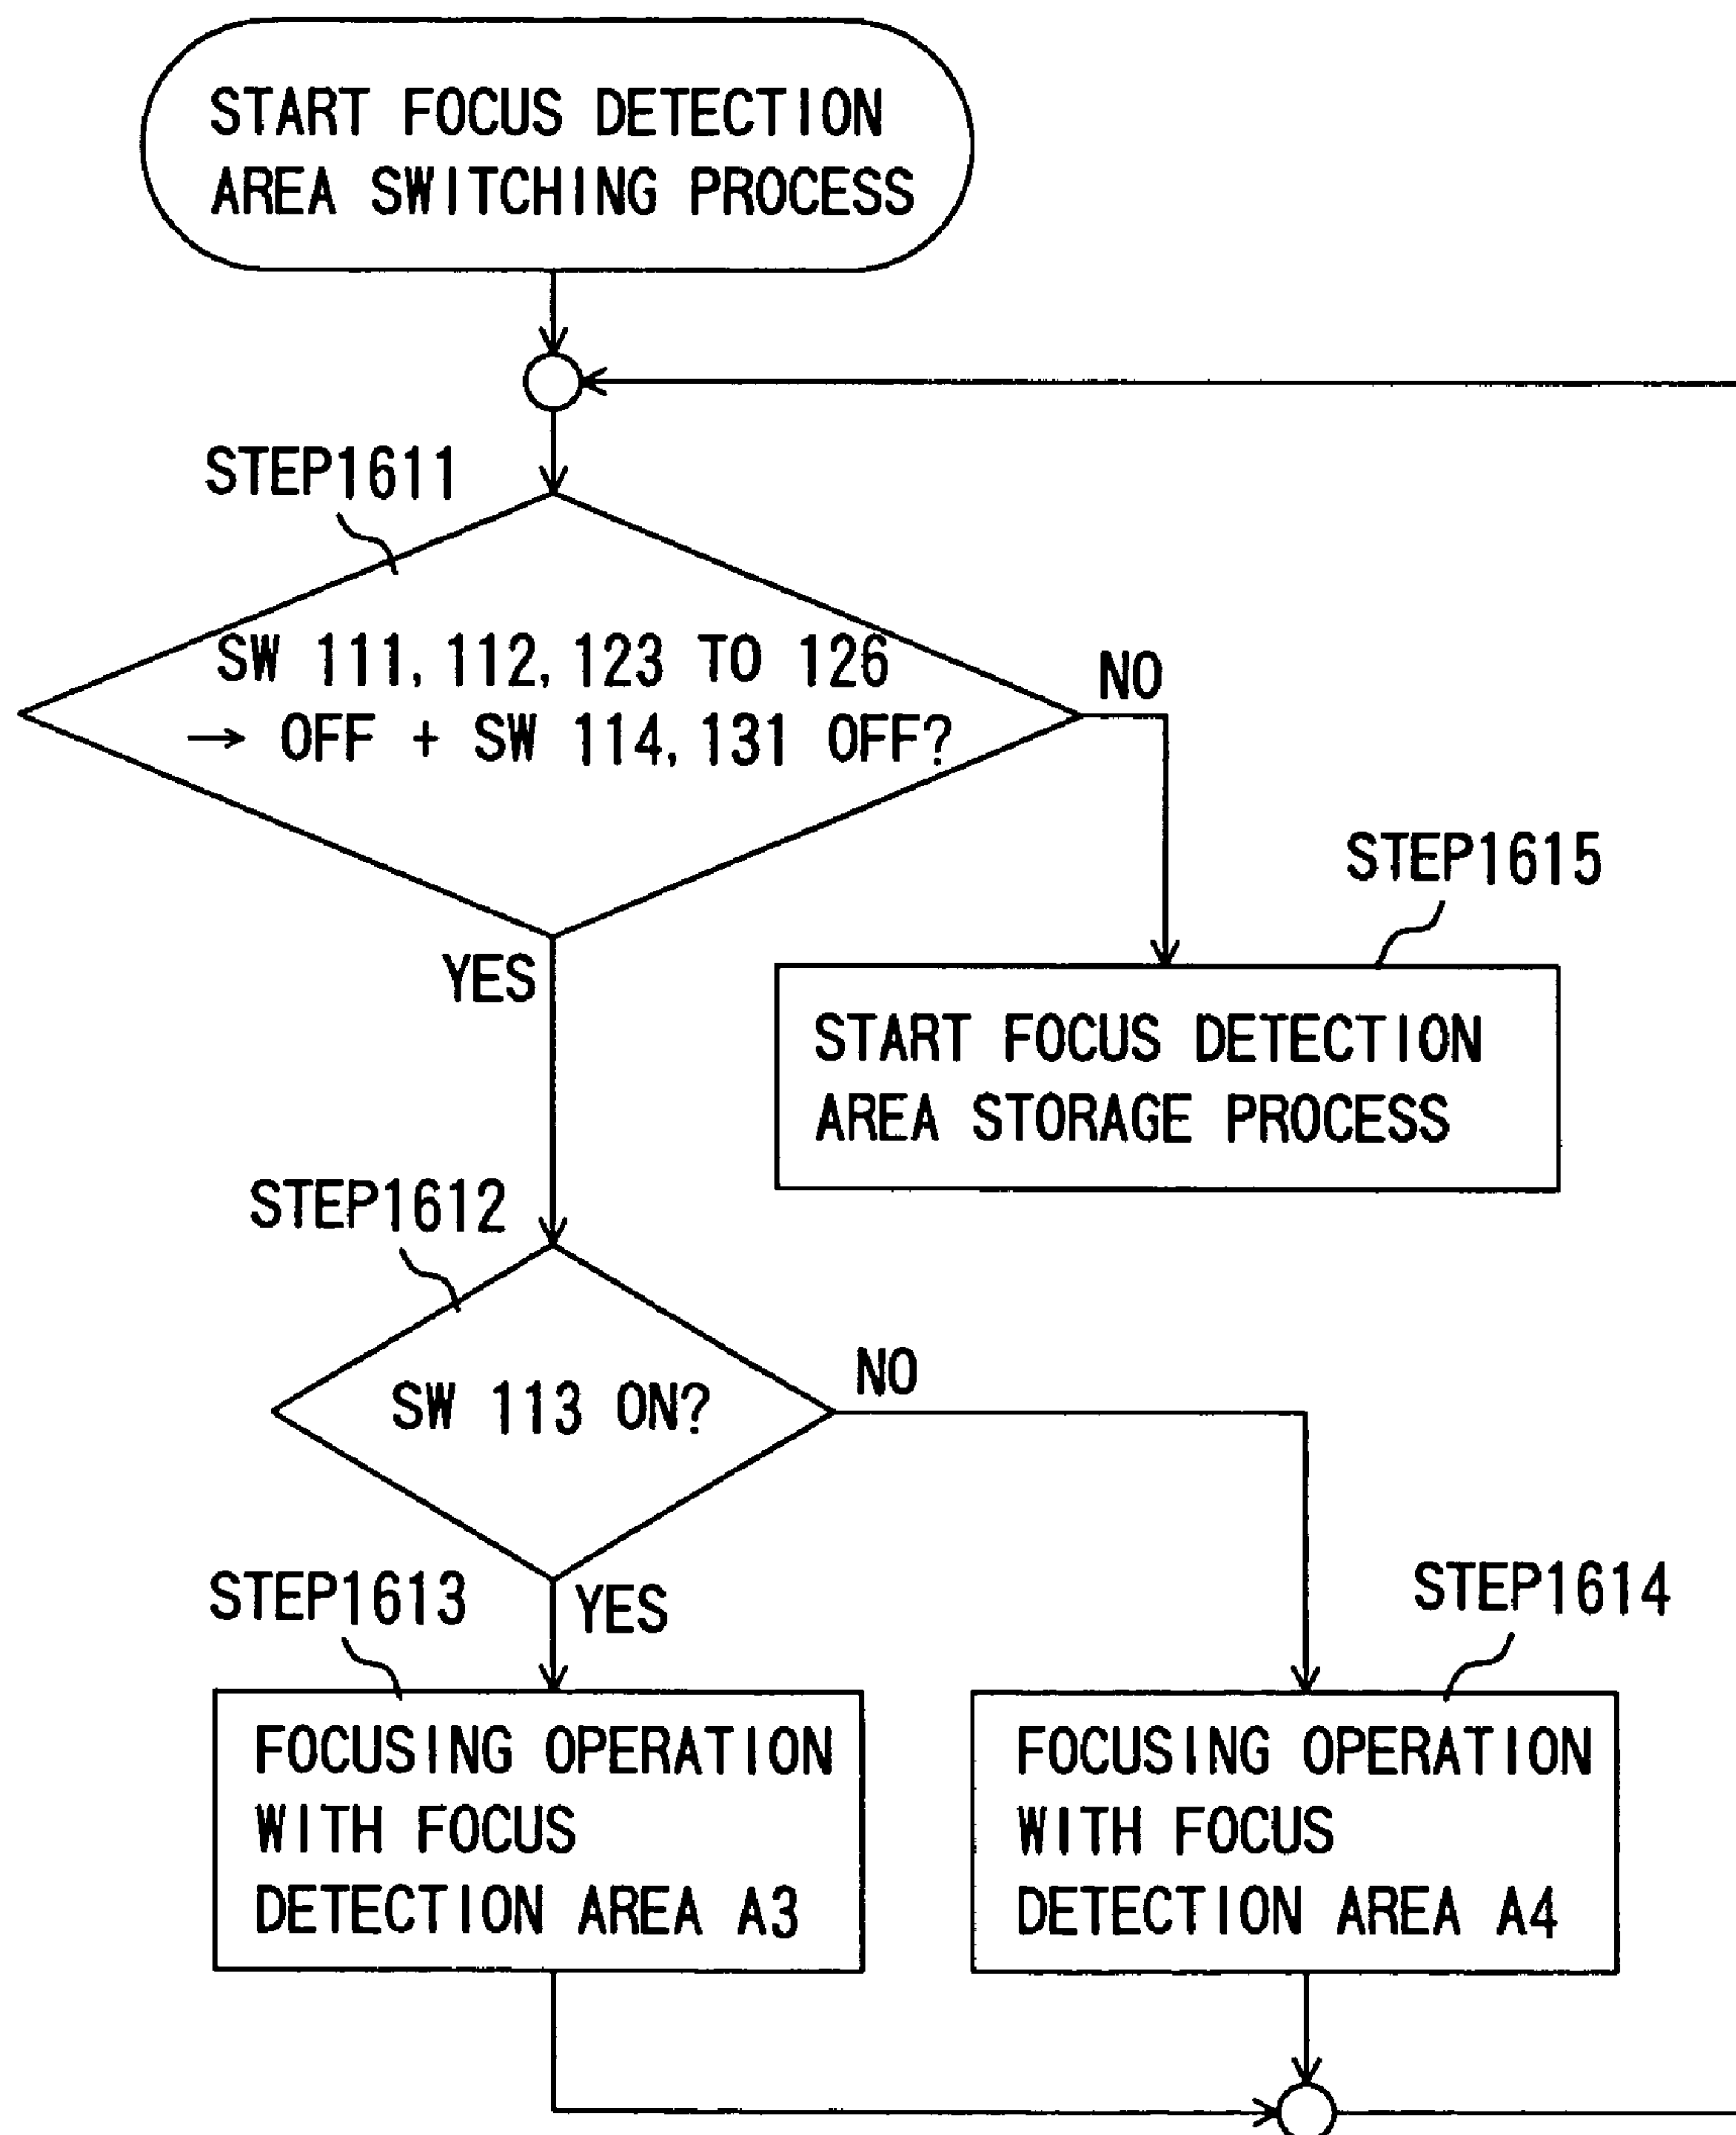 START FOCUS DETECTION
AREA SWITCHING PROCESS
STEP1611
SW 111, 112, 123 TO 126
→ OFF + SW 114, 131 OFF?
NO
YES
STEP1615
START FOCUS DETECTION
AREA STORAGE PROCESS
STEP1612
SW 113 ON?
NO
YES
STEP1613
FOCUSING OPERATION
WITH FOCUS
DETECTION AREA A3
STEP1614
FOCUSING OPERATION
WITH FOCUS
DETECTION AREA A4